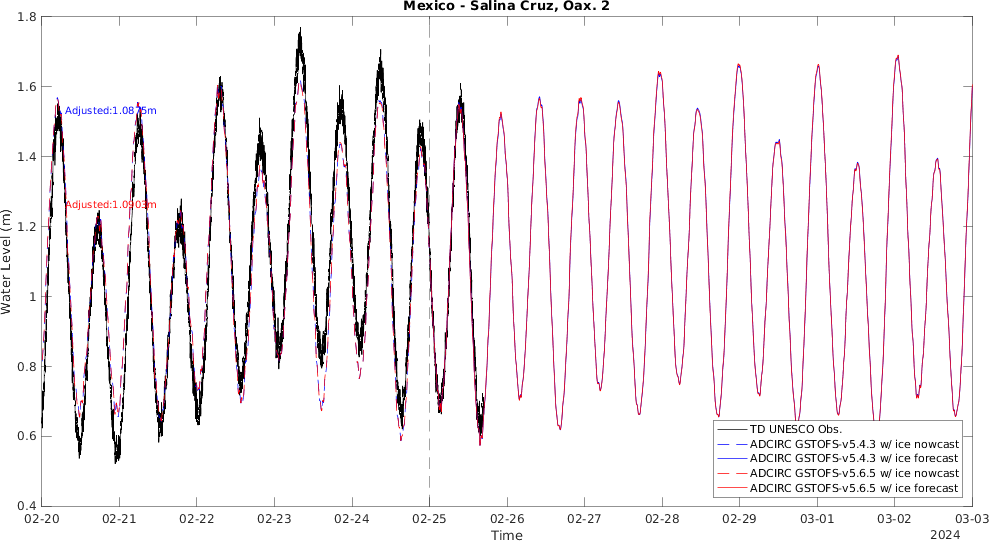 Mexico - Salina Cruz, Oax. 2
Water Level (m)
1.8
1.6
1.4
1.2
1
0.8
0.6
0.4
Adjusted:1.0875m
Adjusted:1.0903m
TD UNESCO Obs.
ADCIRC GSTOFS-v5.4.3 w/ ice nowcast
ADCIRC GSTOFS-v5.4.3 w/ ice forecast
ADCIRC GSTOFS-v5.6.5 w/ ice nowcast
ADCIRC GSTOFS-v5.6.5 w/ ice forecast
02-20 02-21 02-22 02-23 02-24 02-25 02-26 02-27 02-28 02-29 03-01 03-02 03-03
Time
2024